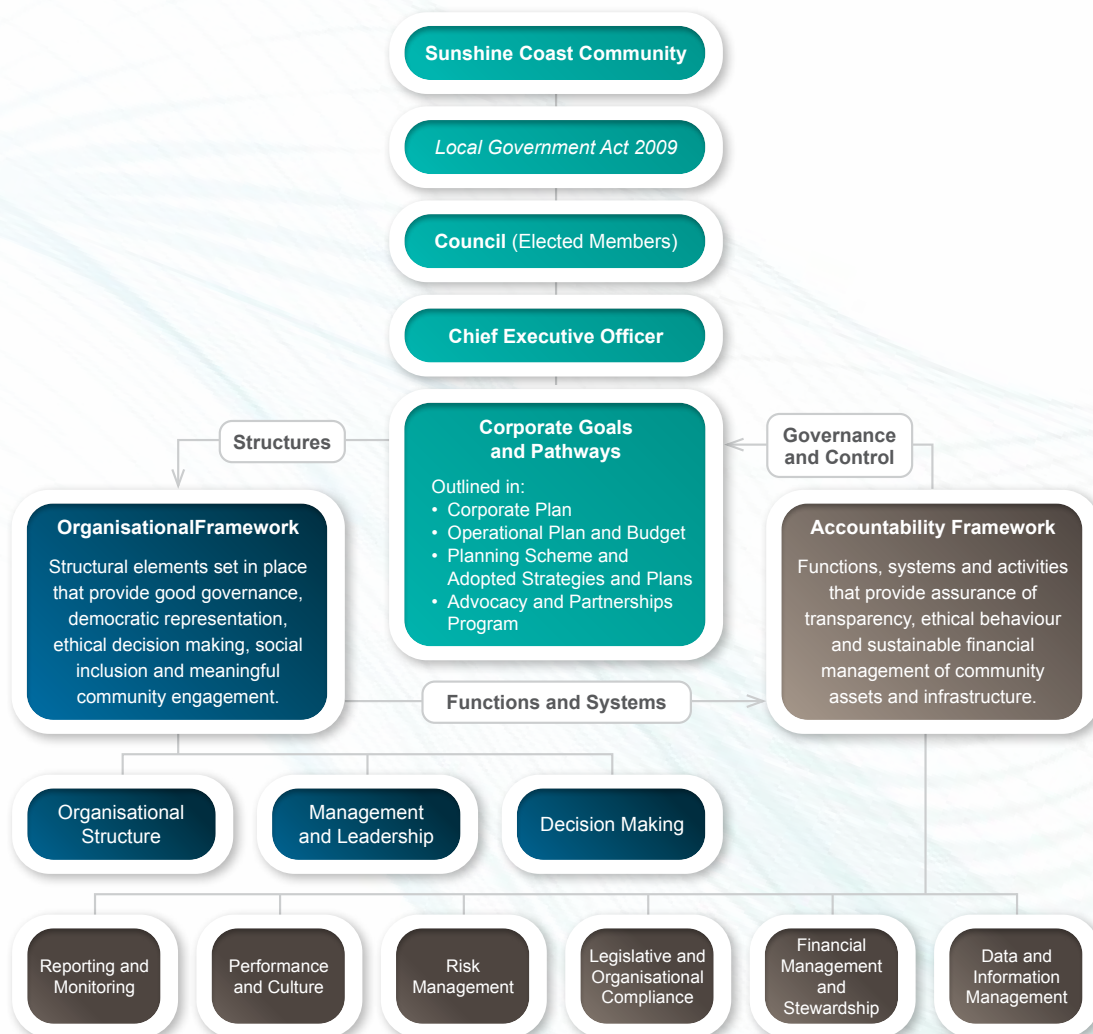 Sunshine Coast Community
Local Government Act 2009
Council (Elected Members)
Chief Executive Officer
Structures
Corporate Goals
and Pathways
Outlined in:
• Corporate Plan
• Operational Plan and Budget
• Planning Scheme and
Adopted Strategies and Plans
• Advocacy and Partnerships
Program
Governance
and Control
OrganisationalFramework
Structural elements set in place
that provide good governance,
democratic representation,
ethical decision making, social
inclusion and meaningful
community engagement.
Functions and Systems
Accountability Framework
Functions, systems and activities
that provide assurance of
transparency, ethical behaviour
and sustainable financial
management of community
assets and infrastructure.
Organisational
Structure
Management
and Leadership
Decision Making
Reporting and
Monitoring
Performance
and Culture
Risk
Management
Legislative and
Organisational
Compliance
Financial
Management
and
Stewardship
Data and
Information
Management